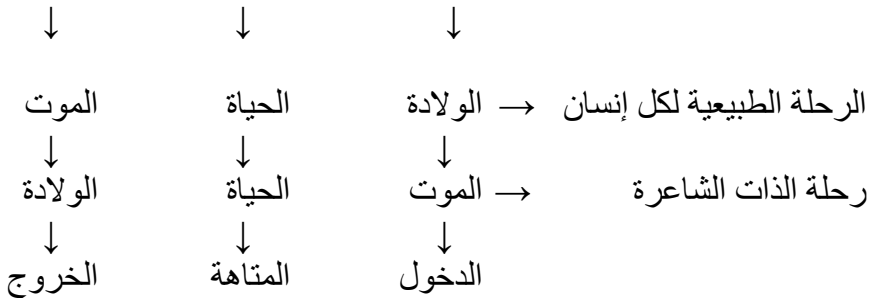 ↓ ↓ ↓
الرحلة الطبيعية لكل إنسان → الولادة الحياة الموت
↓ ↓ ↓
رحلة الذات الشاعرة → الموت الحياة الولادة
↓ ↓ ↓
الدخول المتاهة الخروج